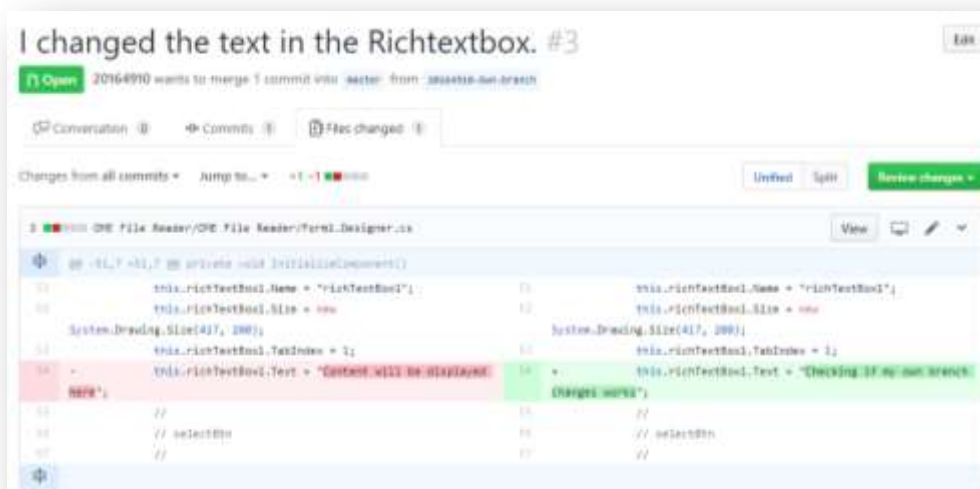 I changed the text in the Richtextbox. #3
Edit
Open 20164910 wants to merge 1 commit into master from own-branch
Conversation 0 Commits 1 Files changed 1
Changes from all commits Jump to... +1 −1
Unified Split Review changes
File Reader/ File Reader/Form1.Designer.cs
View
@@ -51,7 +51,7 @@ private void InitializeComponent()
this.richTextBox1.Name = "richTextBox1"; this.richTextBox1.Name = "richTextBox1";
this.richTextBox1.Size = new this.richTextBox1.Size = new
System.Drawing.Size(417, 200); System.Drawing.Size(417, 200);
this.richTextBox1.TabIndex = 1; this.richTextBox1.TabIndex = 1;
- this.richTextBox1.Text = "Content will be displayed + this.richTextBox1.Text = "Checking if my own branch
here"; changes works";
// //
// selectBtn // selectBtn
// //